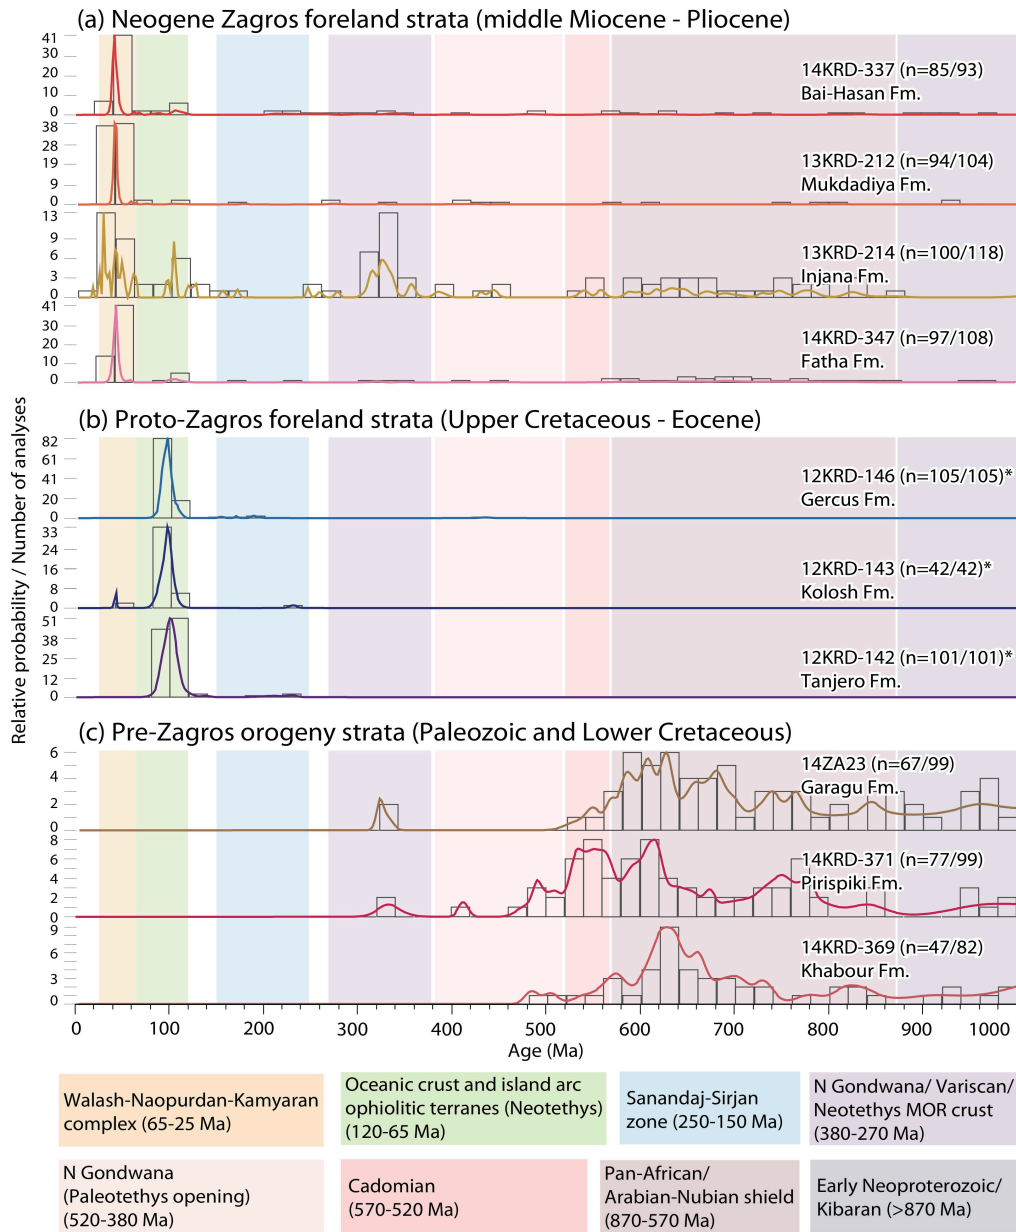 (a) Neogene Zagros foreland strata (middle Miocene - Pliocene)
41
30
20
10
0
14KRD-337 (n=85/93)
Bai-Hasan Fm.
38
28
19
9
0
13KRD-212 (n=94/104)
Mukdadiya Fm.
13
9
6
3
0
13KRD-214 (n=100/118)
Injana Fm.
41
30
20
10
0
14KRD-347 (n=97/108)
Fatha Fm.
Relative probability / Number of analyses
(b) Proto-Zagros foreland strata (Upper Cretaceous - Eocene)
82
61
41
20
0
12KRD-146 (n=105/105)*
Gercus Fm.
33
24
16
8
0
12KRD-143 (n=42/42)*
Kolosh Fm.
51
38
25
12
0
12KRD-142 (n=101/101)*
Tanjero Fm.
(c) Pre-Zagros orogeny strata (Paleozoic and Lower Cretaceous)
6
4
2
0
14ZA23 (n=67/99)
Garagu Fm.
8
6
4
2
0
14KRD-371 (n=77/99)
Pirispiki Fm.
9
6
3
0
14KRD-369 (n=47/82)
Khabour Fm.
0 100 200 300 400 500 600 700 800 900 1000
Age (Ma)
Walash-Naopurdan-Kamyaran
complex (65-25 Ma)
Oceanic crust and island arc
ophiolitic terranes (Neotethys)
(120-65 Ma)
Sanandaj-Sirjan
zone (250-150 Ma)
N Gondwana/ Variscan/
Neotethys MOR crust
(380-270 Ma)
N Gondwana
(Paleotethys opening)
(520-380 Ma)
Cadomian
(570-520 Ma)
Pan-African/
Arabian-Nubian shield
(870-570 Ma)
Early Neoproterozoic/
Kibaran (>870 Ma)